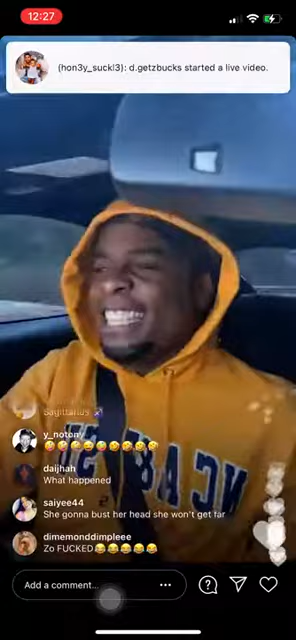 12:27
(hon3y_suck!3): d.getzbucks started a live video.
NC A&T
Sagittarius
y_notony
daijhah
What happened
saiyee44
She gonna bust her head she won't get far
dimemonddimpleee
Zo FUCKED😂😂😂😂😂
Add a comment...